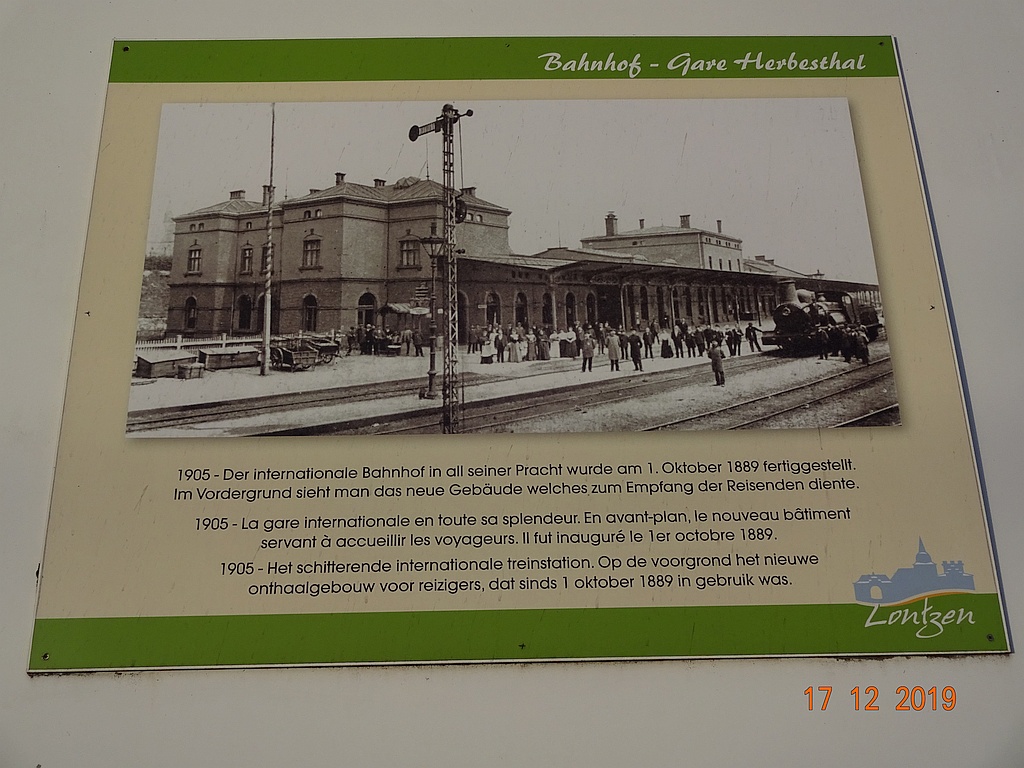 Bahnhof - Gare Herbesthal
1905 - Der internationale Bahnhof in all seiner Pracht wurde am 1. Oktober 1889 fertiggestellt.
Im Vordergrund sieht man das neue Gebäude welches zum Empfang der Reisenden diente.
1905 - La gare internationale en toute sa splendeur. En avant-plan, le nouveau bâtiment
servant à accueillir les voyageurs. Il fut inauguré le 1er octobre 1889.
1905 - Het schitterende internationale treinstation. Op de voorgrond het nieuwe
onthaalgebouw voor reizigers, dat sinds 1 oktober 1889 in gebruik was.
Lontzen
17 12 2019